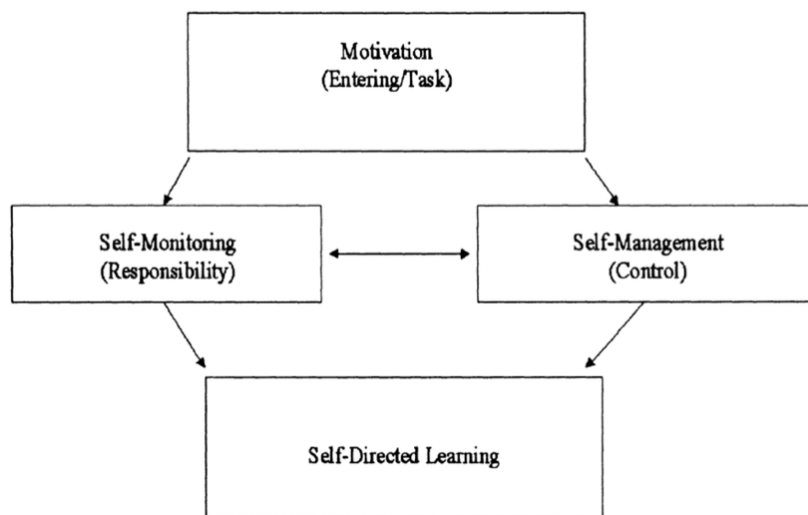 Motivation
(Entering/Task)
Self-Monitoring
(Responsibility)
Self-Management
(Control)
Self-Directed Learning